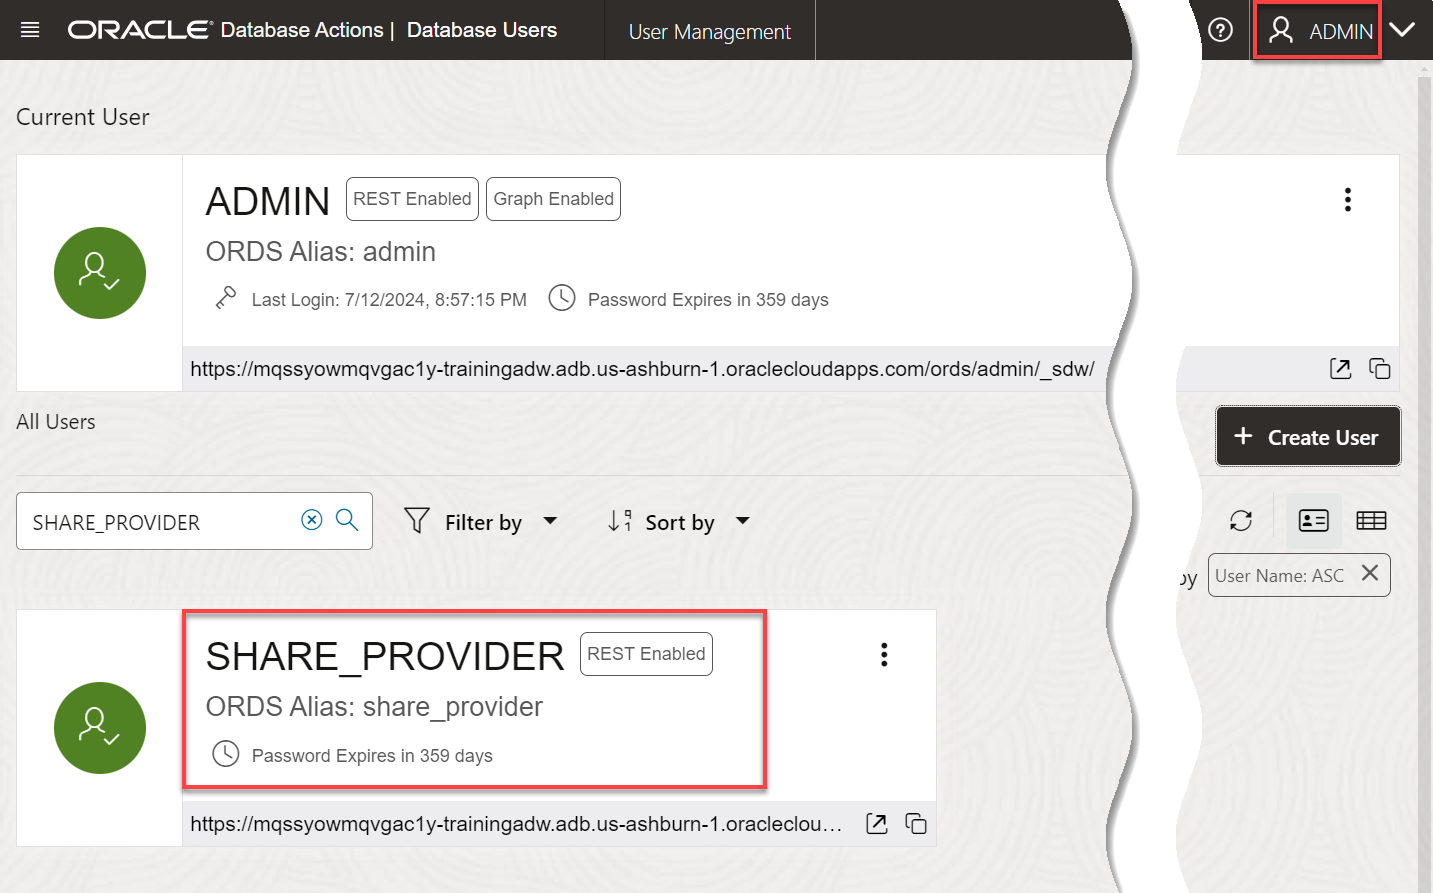 ORACLE Database Actions | Database Users User Management ADMIN
Current User
ADMIN REST Enabled Graph Enabled
ORDS Alias: admin
Last Login: 7/12/2024, 8:57:15 PM Password Expires in 359 days
https://mqssyowmqvgac1y-trainingadw.adb.us-ashburn-1.oraclecloudapps.com/ords/admin/_sdw/
All Users
+ Create User
SHARE_PROVIDER Filter by Sort by
by User Name: ASC
SHARE_PROVIDER REST Enabled
ORDS Alias: share_provider
Password Expires in 359 days
https://mqssyowmqvgac1y-trainingadw.adb.us-ashburn-1.oracleclou...